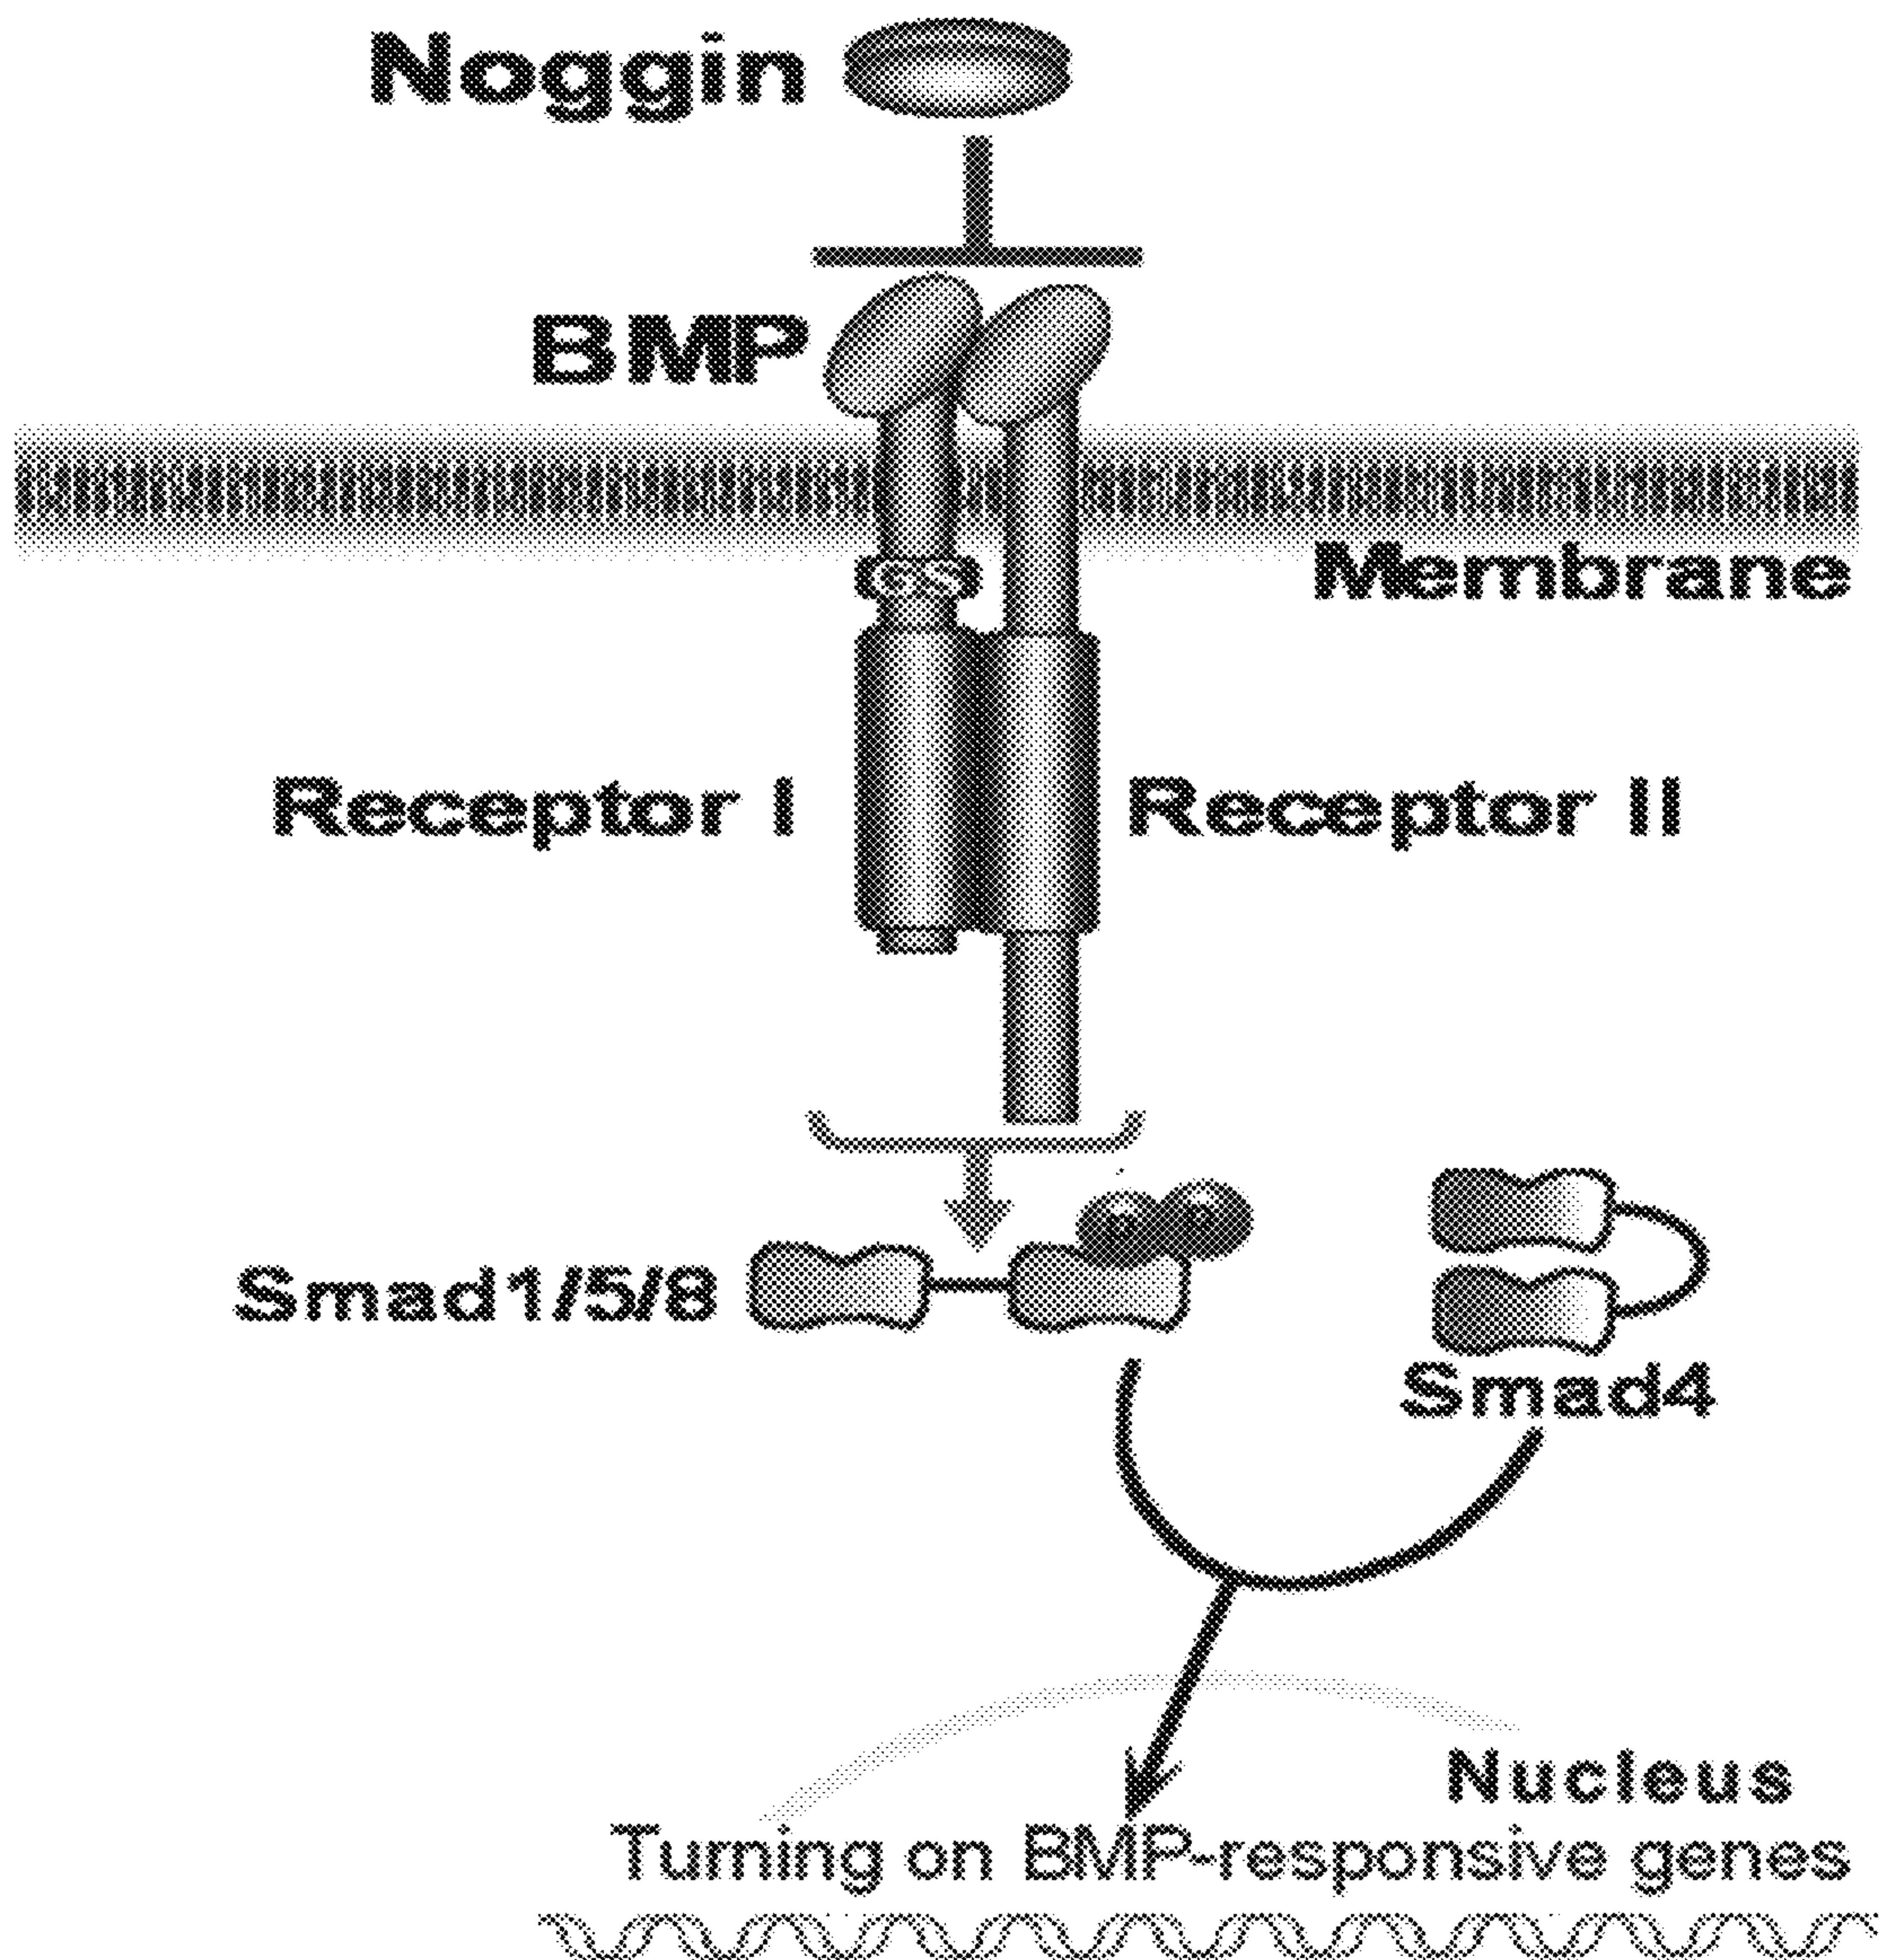 Noggin
BMP
Membrane
GS
Receptor I
Receptor II
P P
Smad1/5/8
Smad4
Nucleus
Turning on BMP-responsive genes